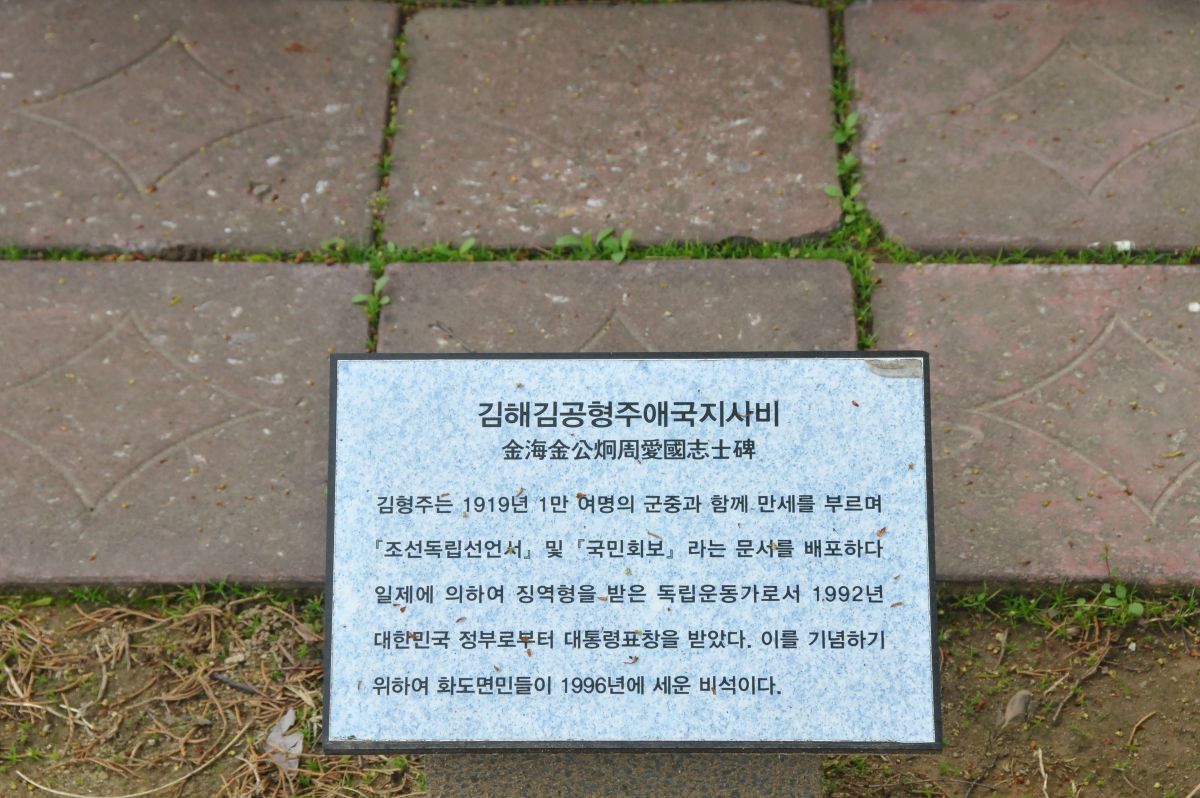 김해김공형주애국지사비
金海金公炯周愛國志士碑
김형주는 1919년 1만 여명의 군중과 함께 만세를 부르며
『조선독립선언서』 및 『국민회보』 라는 문서를 배포하다
일제에 의하여 징역형을 받은 독립운동가로서 1992년
대한민국 정부로부터 대통령표창을 받았다. 이를 기념하기
위하여 화도면민들이 1996년에 세운 비석이다.